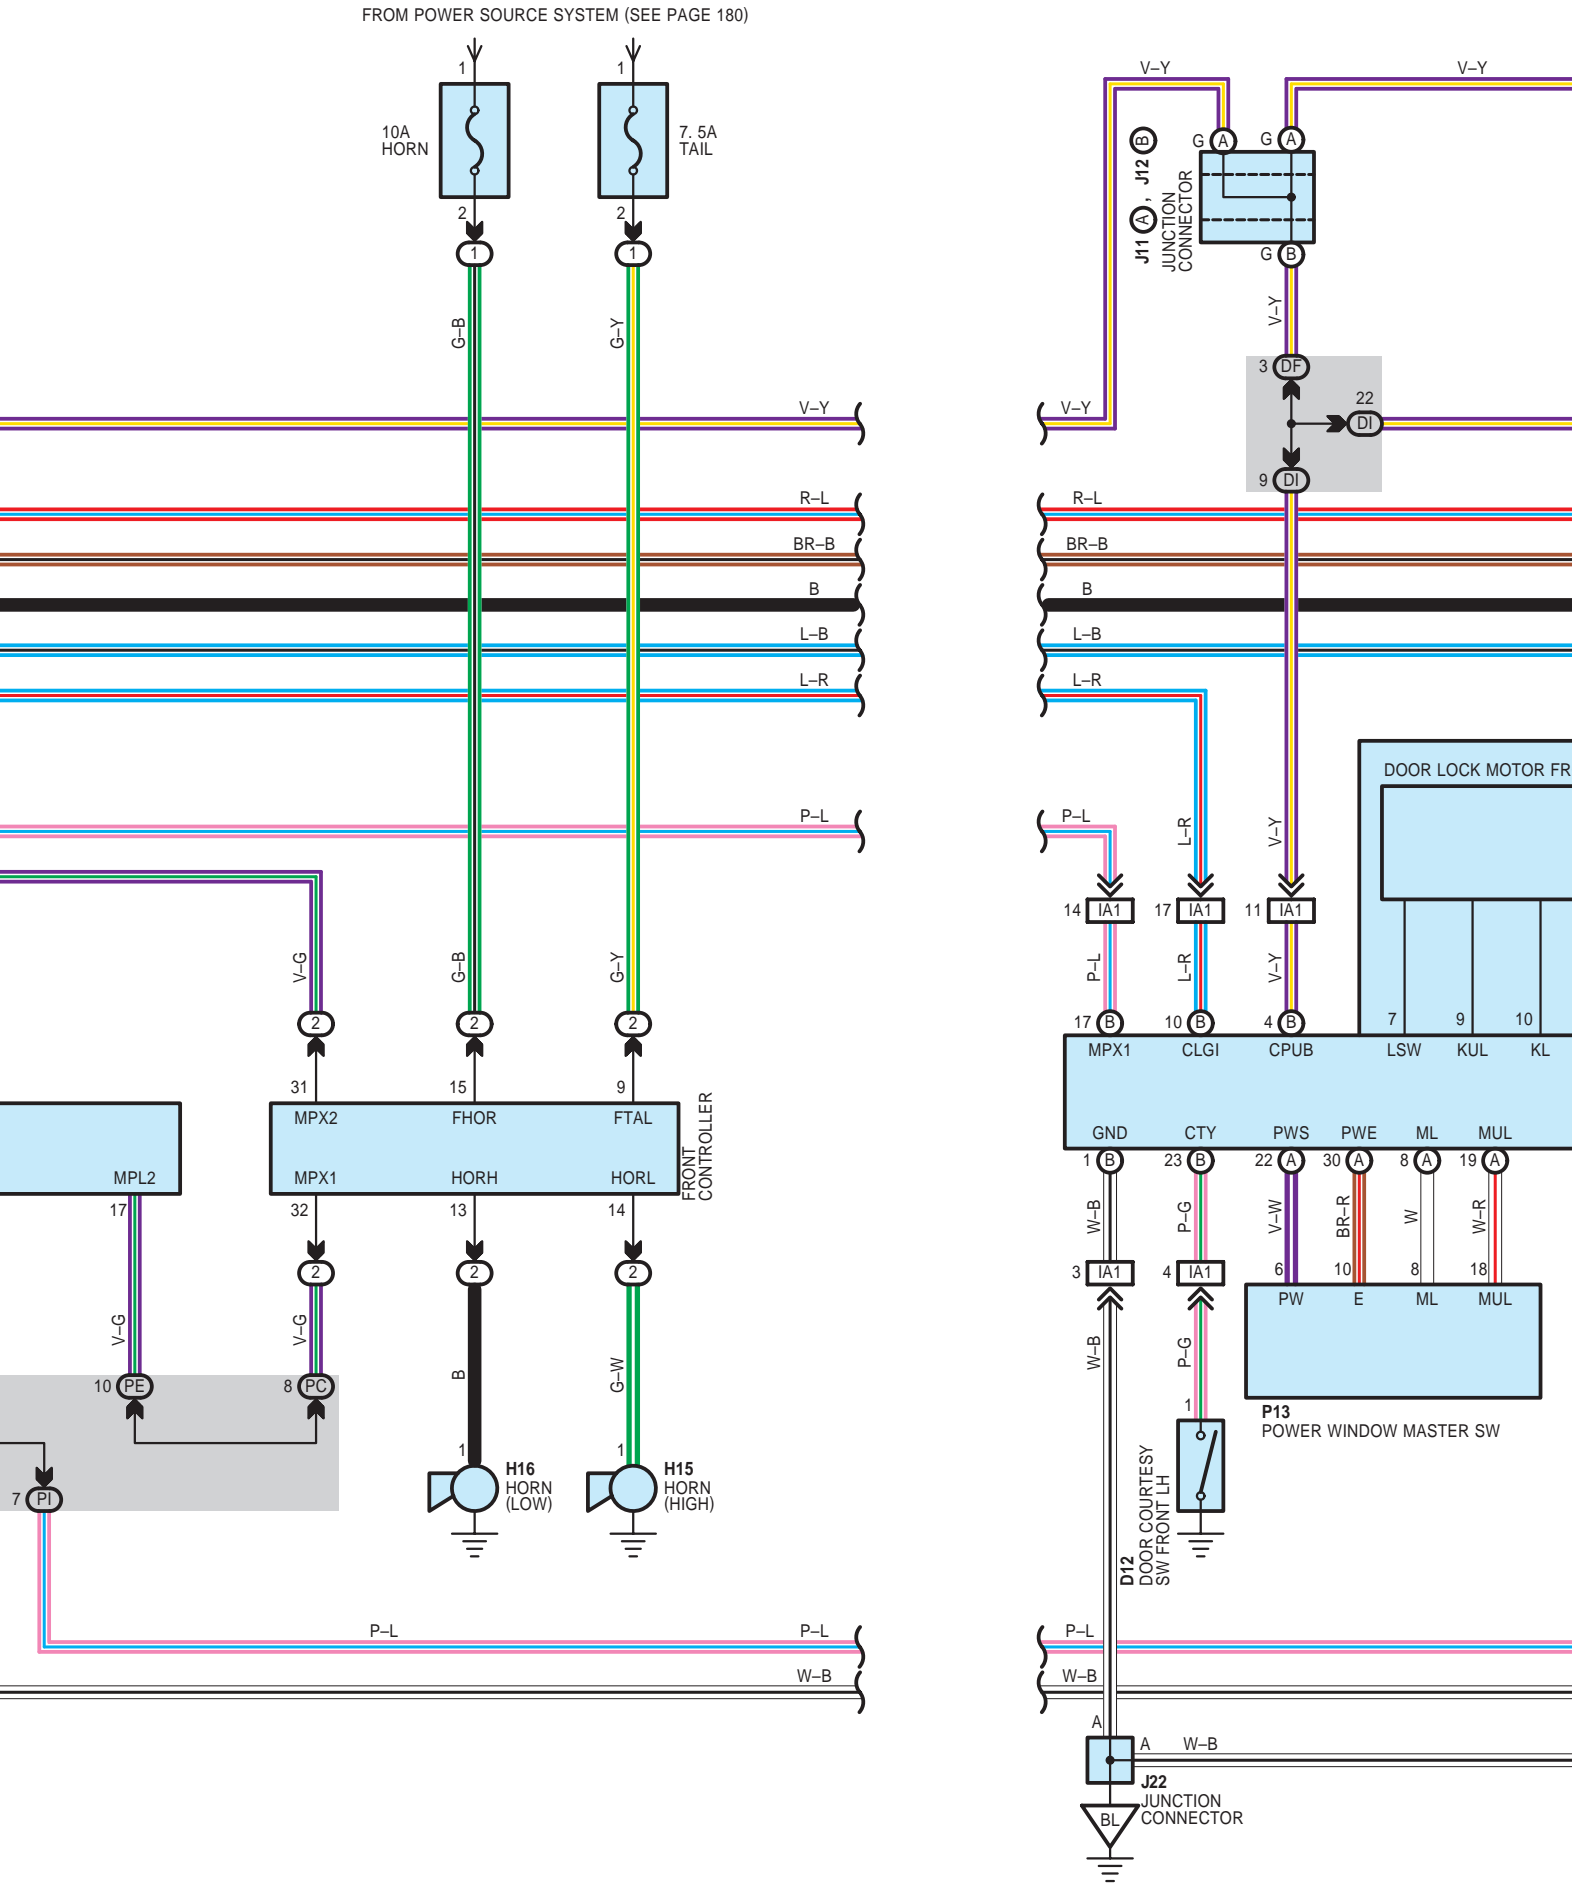 FROM POWER SOURCE SYSTEM (SEE PAGE 180)
1
1
10A
HORN
7. 5A
TAIL
2
2
1
1
G–B
G–Y
V–Y
V–Y
G A
G A
J11 A , J12 B
JUNCTION
CONNECTOR
G B
V–Y
3 DF
22
DI
9 DI
V–Y
R–L
BR–B
B
L–B
L–R
P–L
V–Y
R–L
BR–B
B
L–B
L–R
P–L
L–R
V–Y
14 IA1
17 IA1
11 IA1
P–L
L–R
V–Y
V–G
G–B
G–Y
2
2
2
31
15
9
MPX2
FHOR
FTAL
MPX1
HORH
HORL
FRONT
CONTROLLER
MPL2
17
32
13
14
2
2
2
V–G
V–G
B
G–W
10 PE
8 PC
7 PI
1
1
H16
HORN
(LOW)
H15
HORN
(HIGH)
DOOR LOCK MOTOR FR
17 B
10 B
4 B
7
9
10
MPX1
CLGI
CPUB
LSW
KUL
KL
GND
CTY
PWS
PWE
ML
MUL
1 B
23 B
22 A
30 A
8 A
19 A
W–B
P–G
V–W
BR–R
W
W–R
3 IA1
4 IA1
6
10
8
18
PW
E
ML
MUL
W–B
P–G
1
P13
POWER WINDOW MASTER SW
D12
DOOR COURTESY
SW FRONT LH
P–L
P–L
W–B
P–L
W–B
A
A
W–B
J22
JUNCTION
CONNECTOR
BL